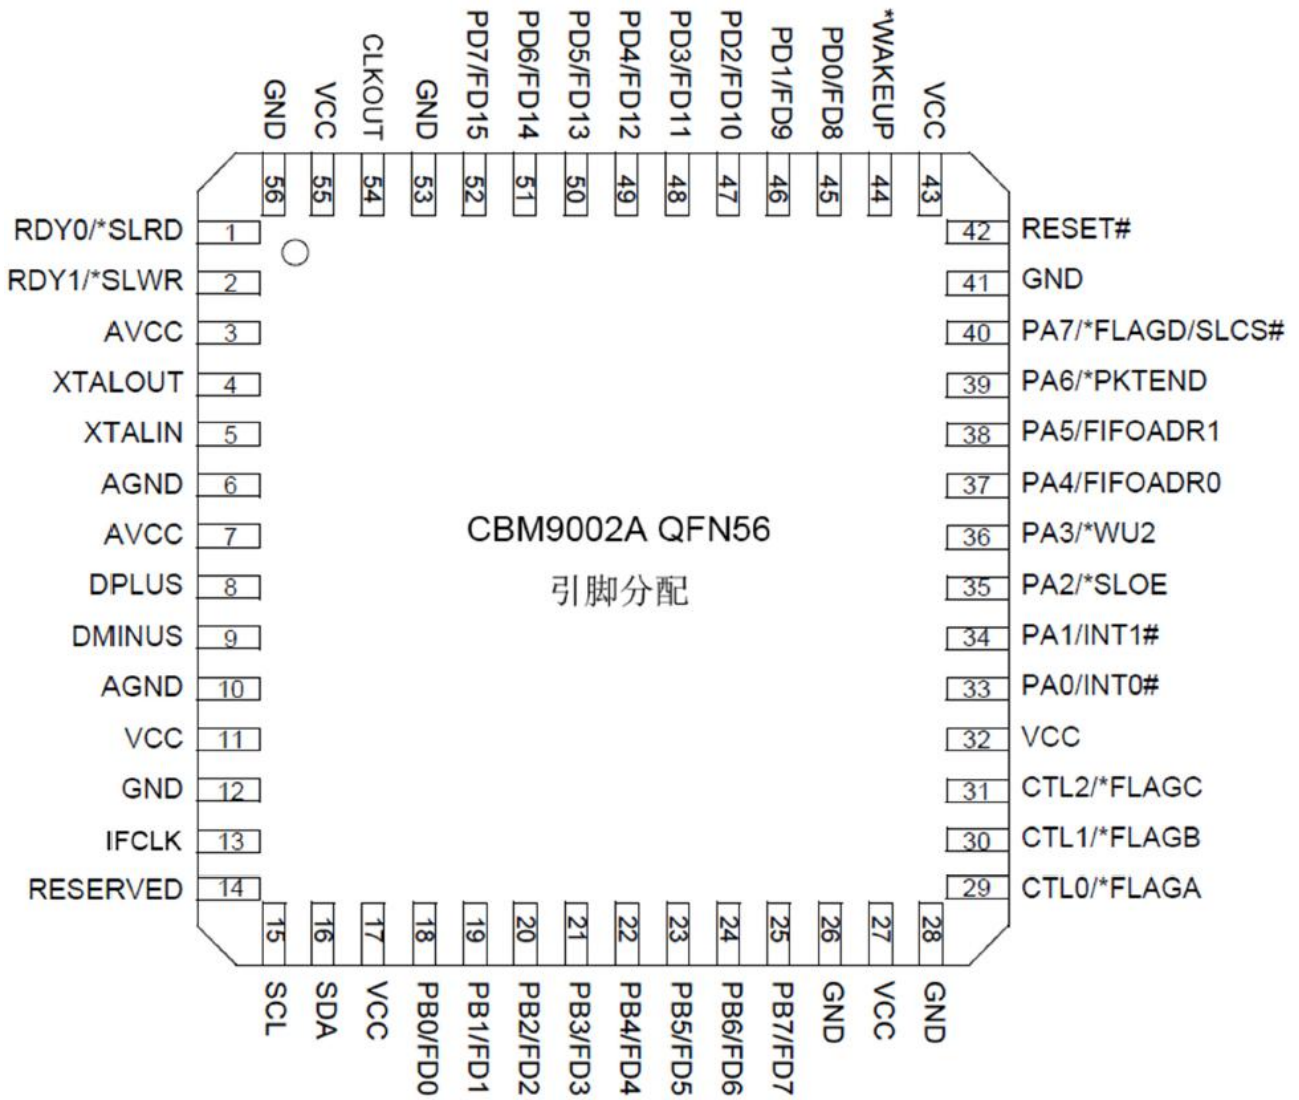 GND
VCC
CLKOUT
GND
PD7/FD15
PD6/FD14
PD5/FD13
PD4/FD12
PD3/FD11
PD2/FD10
PD1/FD9
PD0/FD8
*WAKEUP
VCC
56
55
54
53
52
51
50
49
48
47
46
45
44
43
RDY0/*SLRD 1
RDY1/*SLWR 2
AVCC 3
XTALOUT 4
XTALIN 5
AGND 6
AVCC 7
DPLUS 8
DMINUS 9
AGND 10
VCC 11
GND 12
IFCLK 13
RESERVED 14
CBM9002A QFN56
引脚分配
42 RESET#
41 GND
40 PA7/*FLAGD/SLCS#
39 PA6/*PKTEND
38 PA5/FIFOADR1
37 PA4/FIFOADR0
36 PA3/*WU2
35 PA2/*SLOE
34 PA1/INT1#
33 PA0/INT0#
32 VCC
31 CTL2/*FLAGC
30 CTL1/*FLAGB
29 CTL0/*FLAGA
15
16
17
18
19
20
21
22
23
24
25
26
27
28
SCL
SDA
VCC
PB0/FD0
PB1/FD1
PB2/FD2
PB3/FD3
PB4/FD4
PB5/FD5
PB6/FD6
PB7/FD7
GND
VCC
GND